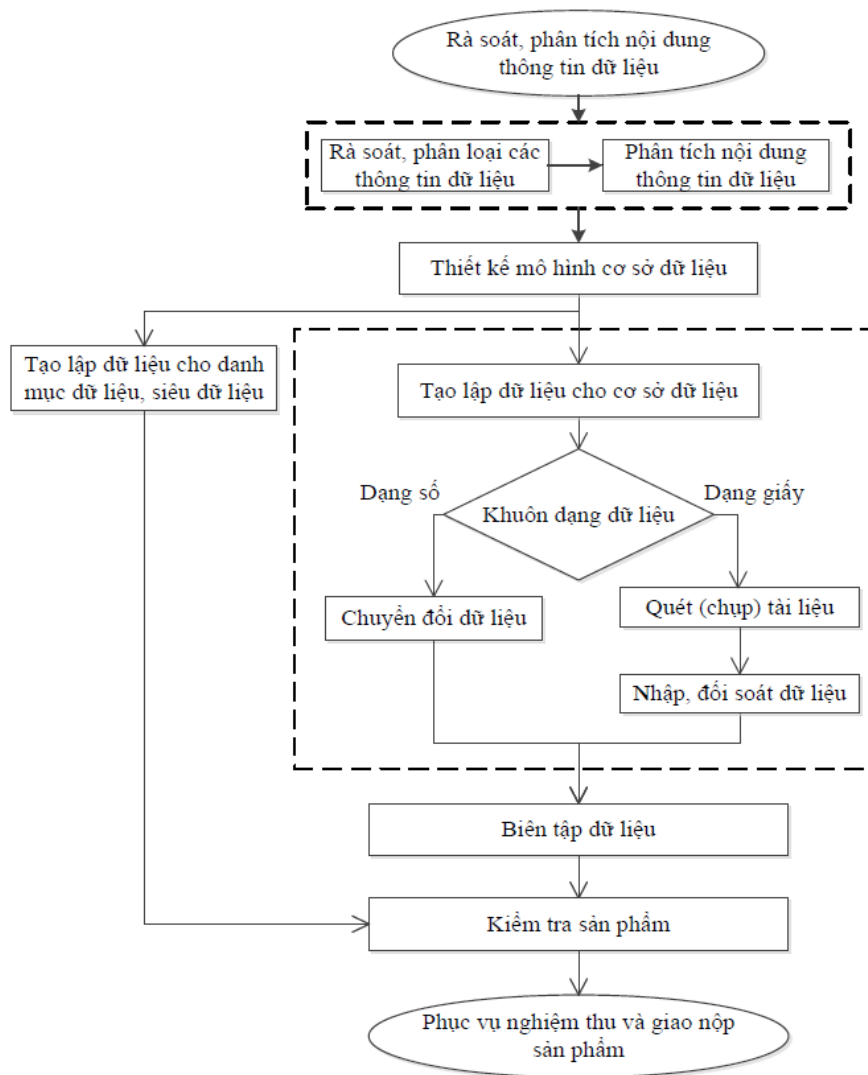 Rà soát, phân tích nội dung
thông tin dữ liệu
Rà soát, phân loại các
thông tin dữ liệu
Phân tích nội dung
thông tin dữ liệu
Thiết kế mô hình cơ sở dữ liệu
Tạo lập dữ liệu cho danh
mục dữ liệu, siêu dữ liệu
Tạo lập dữ liệu cho cơ sở dữ liệu
Dạng số
Dạng giấy
Khuôn dạng dữ liệu
Chuyển đổi dữ liệu
Quét (chụp) tài liệu
Nhập, đối soát dữ liệu
Biên tập dữ liệu
Kiểm tra sản phẩm
Phục vụ nghiệm thu và giao nộp
sản phẩm